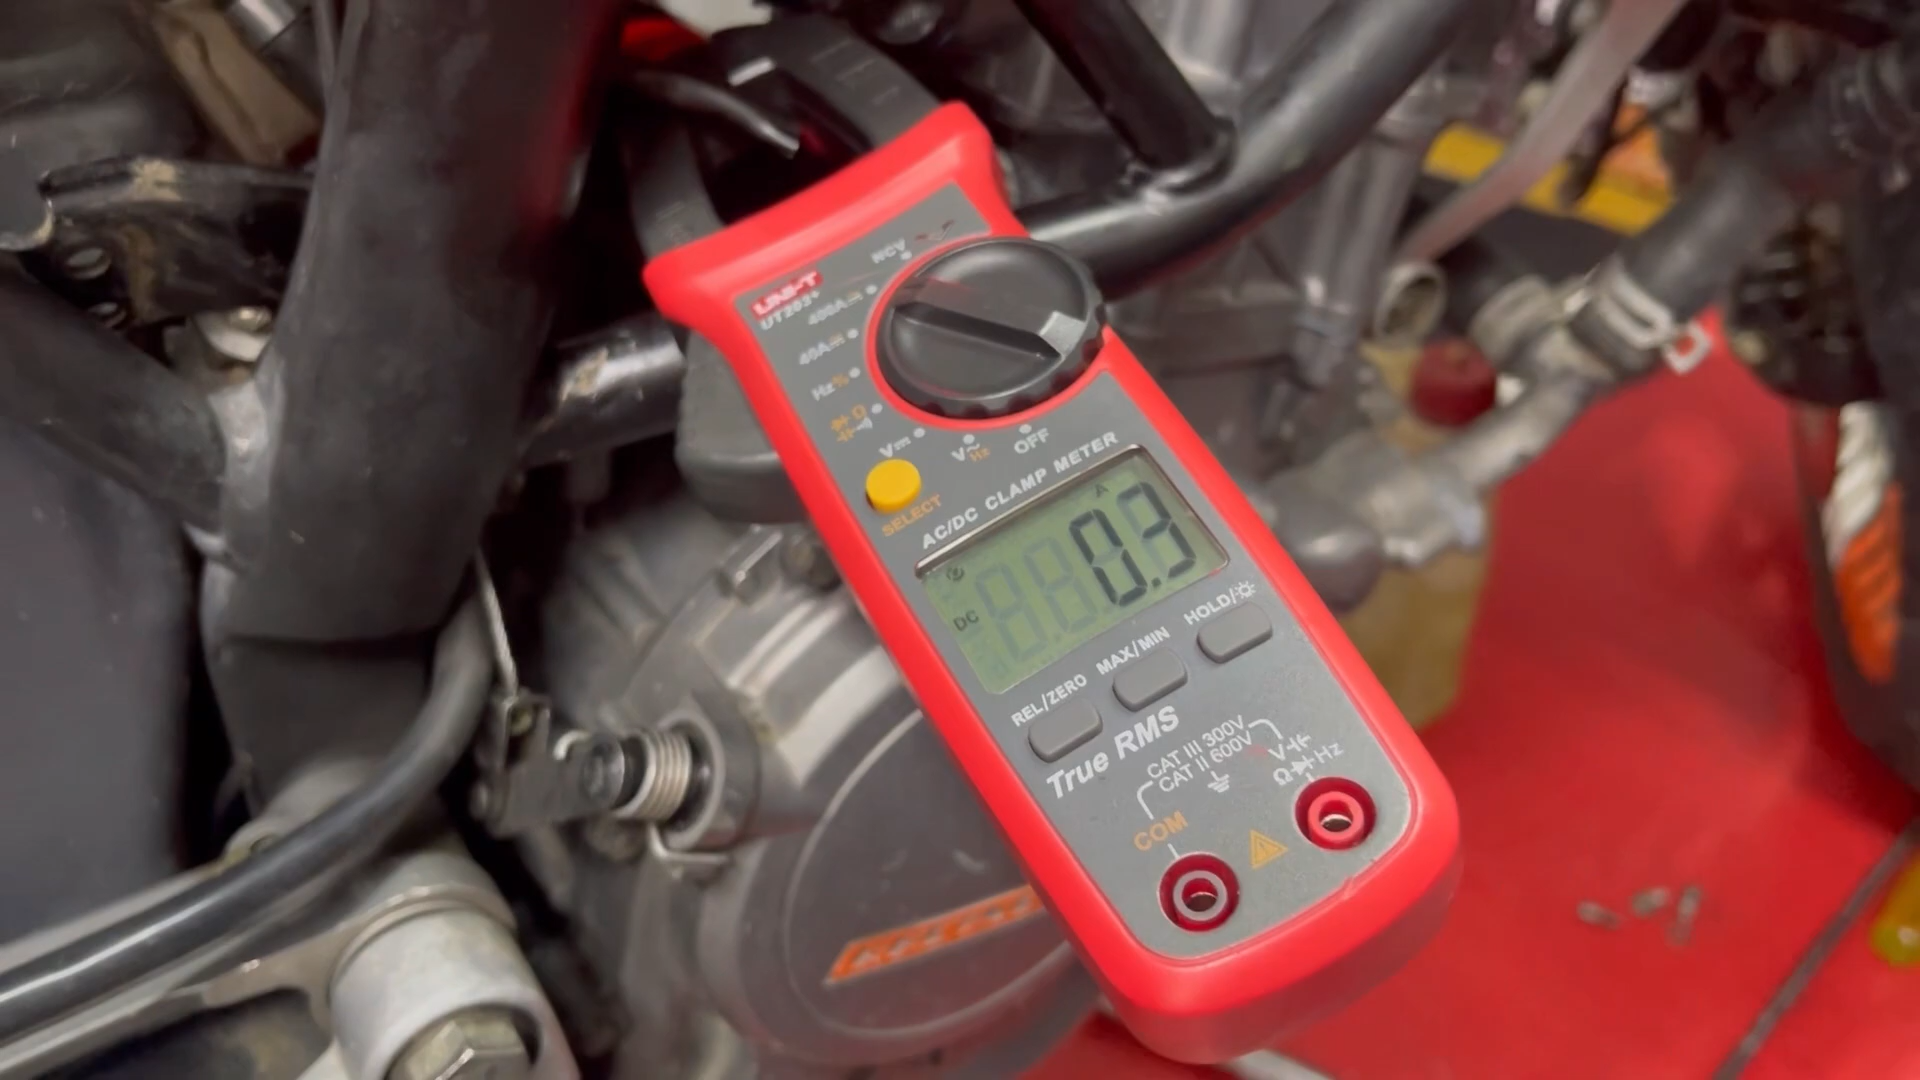 NCV
UNI-T
UT203+
400A
40A
Hz%
Ω
V
V~
Hz
OFF
SELECT
AC/DC CLAMP METER
A
DC
0.3
HOLD/
MAX/MIN
REL/ZERO
True RMS
CAT III 300V
CAT II 600V
V
Ω Hz
COM